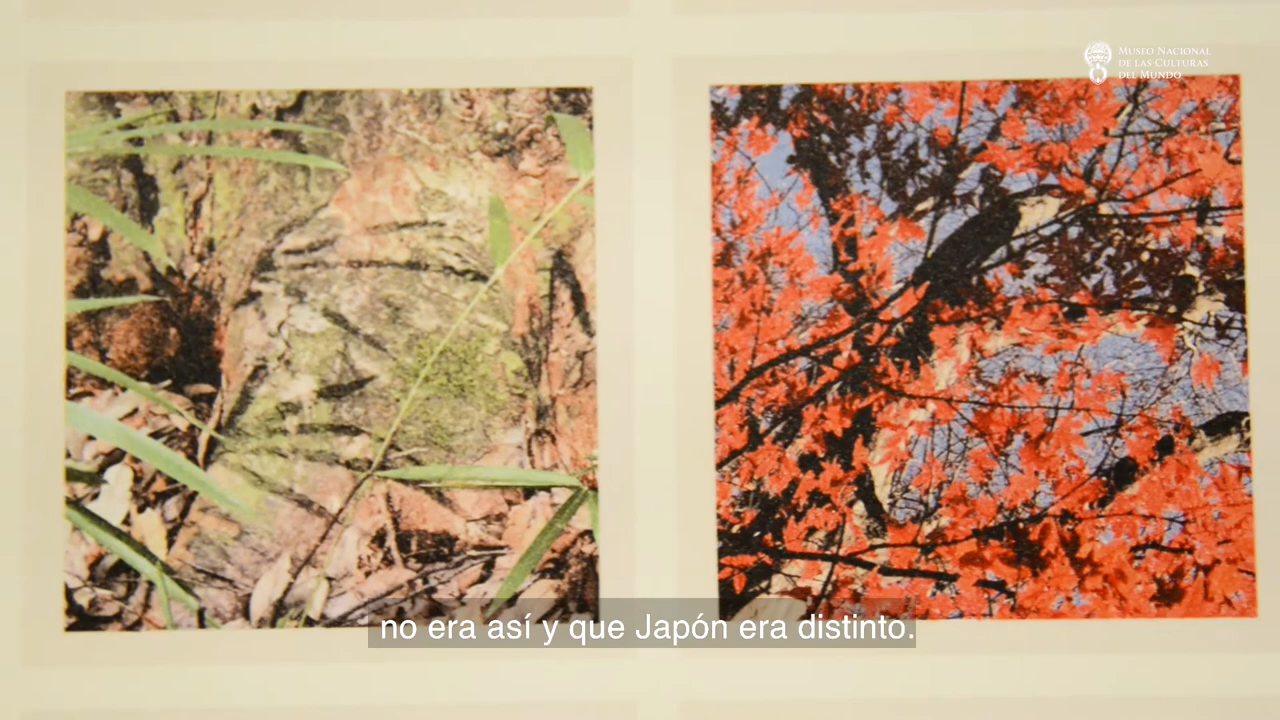 MUSEO NACIONAL
DE LAS CULTURAS
DEL MUNDO
no era así y que Japón era distinto.